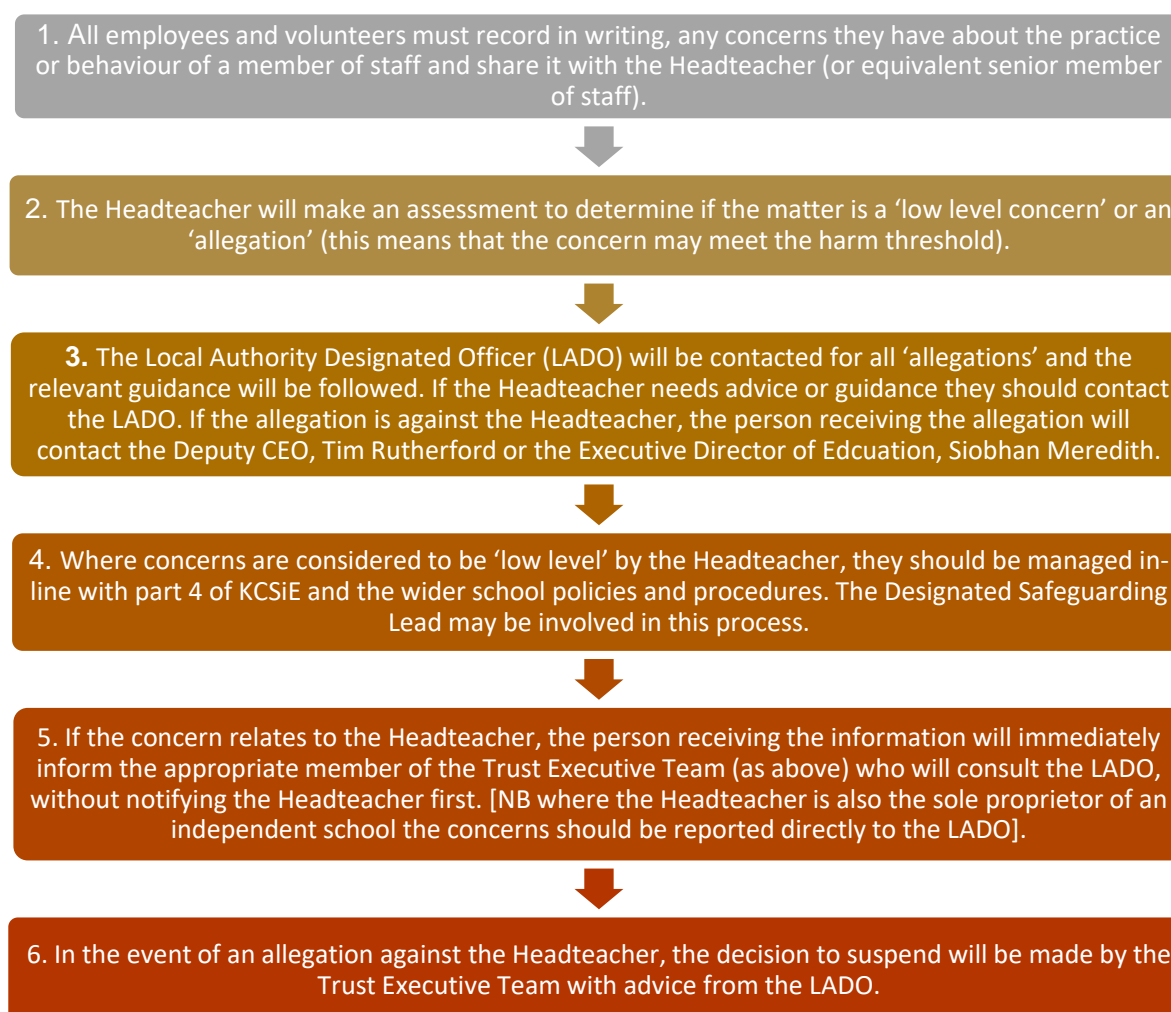 1. All employees and volunteers must record in writing, any concerns they have about the practice
or behaviour of a member of staff and share it with the Headteacher (or equivalent senior member
of staff).
2. The Headteacher will make an assessment to determine if the matter is a ‘low level concern’ or an
‘allegation’ (this means that the concern may meet the harm threshold).
3. The Local Authority Designated Officer (LADO) will be contacted for all ‘allegations’ and the
relevant guidance will be followed. If the Headteacher needs advice or guidance they should contact
the LADO. If the allegation is against the Headteacher, the person receiving the allegation will
contact the Deputy CEO, Tim Rutherford or the Executive Director of Edcuation, Siobhan Meredith.
4. Where concerns are considered to be ‘low level’ by the Headteacher, they should be managed in-
line with part 4 of KCSiE and the wider school policies and procedures. The Designated Safeguarding
Lead may be involved in this process.
5. If the concern relates to the Headteacher, the person receiving the information will immediately
inform the appropriate member of the Trust Executive Team (as above) who will consult the LADO,
without notifying the Headteacher first. [NB where the Headteacher is also the sole proprietor of an
independent school the concerns should be reported directly to the LADO].
6. In the event of an allegation against the Headteacher, the decision to suspend will be made by the
Trust Executive Team with advice from the LADO.